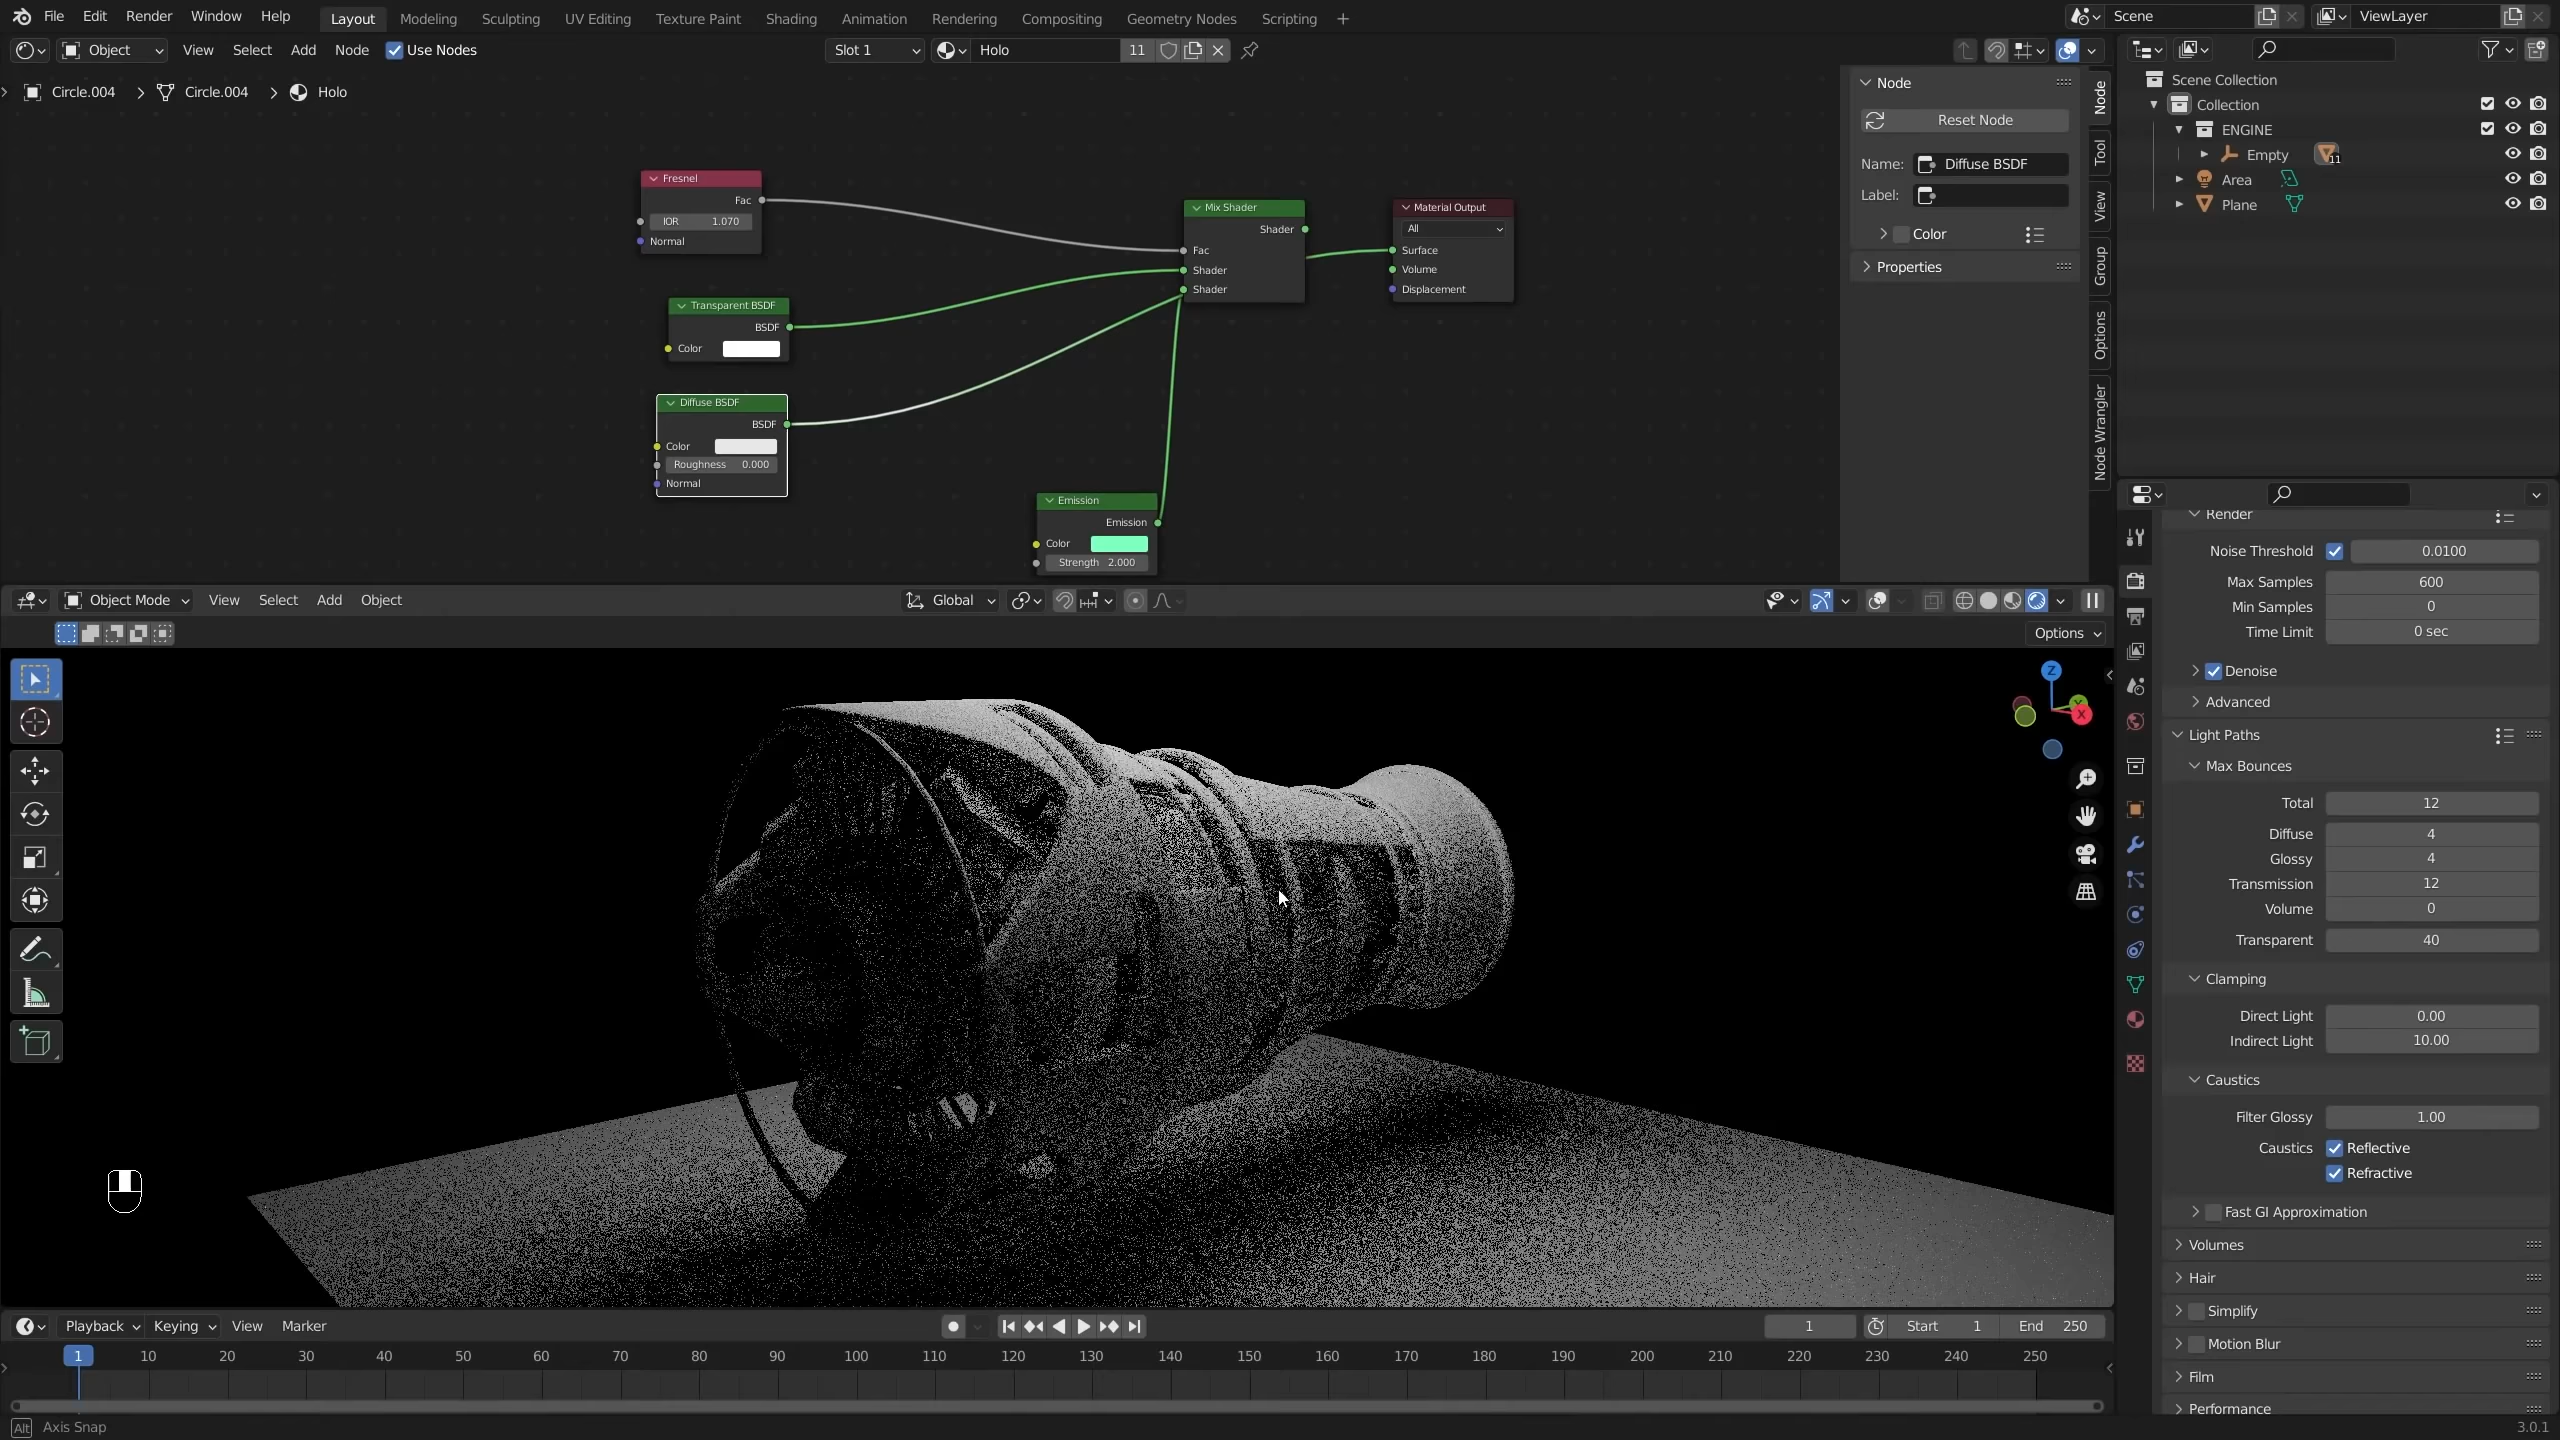 File Edit Render Window Help Layout Modeling Sculpting UV Editing Texture Paint Shading Animation Rendering Compositing Geometry Nodes Scripting + Scene ViewLayer
Object View Select Add Node Use Nodes Slot 1 Holo 11
Circle.004 > Circle.004 > Holo
Fresnel
Fac
IOR 1.070
Normal
Transparent BSDF
BSDF
Color
Diffuse BSDF
BSDF
Color
Roughness 0.000
Normal
Emission
Emission
Color
Strength 2.000
Mix Shader
Shader
Fac
Shader
Shader
Material Output
All
Surface
Volume
Displacement
Node
Reset Node
Name: Diffuse BSDF
Label:
Color
Properties
Node
Tool
View
Group
Options
Node Wrangler
Scene Collection
Collection
ENGINE
Empty 11
Area
Plane
Object Mode View Select Add Object Global
Options
Z
Y
X
Render
Noise Threshold 0.0100
Max Samples 600
Min Samples 0
Time Limit 0 sec
Denoise
Advanced
Light Paths
Max Bounces
Total 12
Diffuse 4
Glossy 4
Transmission 12
Volume 0
Transparent 40
Clamping
Direct Light 0.00
Indirect Light 10.00
Caustics
Filter Glossy 1.00
Caustics Reflective
Refractive
Fast GI Approximation
Volumes
Hair
Simplify
Motion Blur
Film
Performance
Playback Keying View Marker 1 Start 1 End 250
1 10 20 30 40 50 60 70 80 90 100 110 120 130 140 150 160 170 180 190 200 210 220 230 240 250
Alt Axis Snap 3.0.1